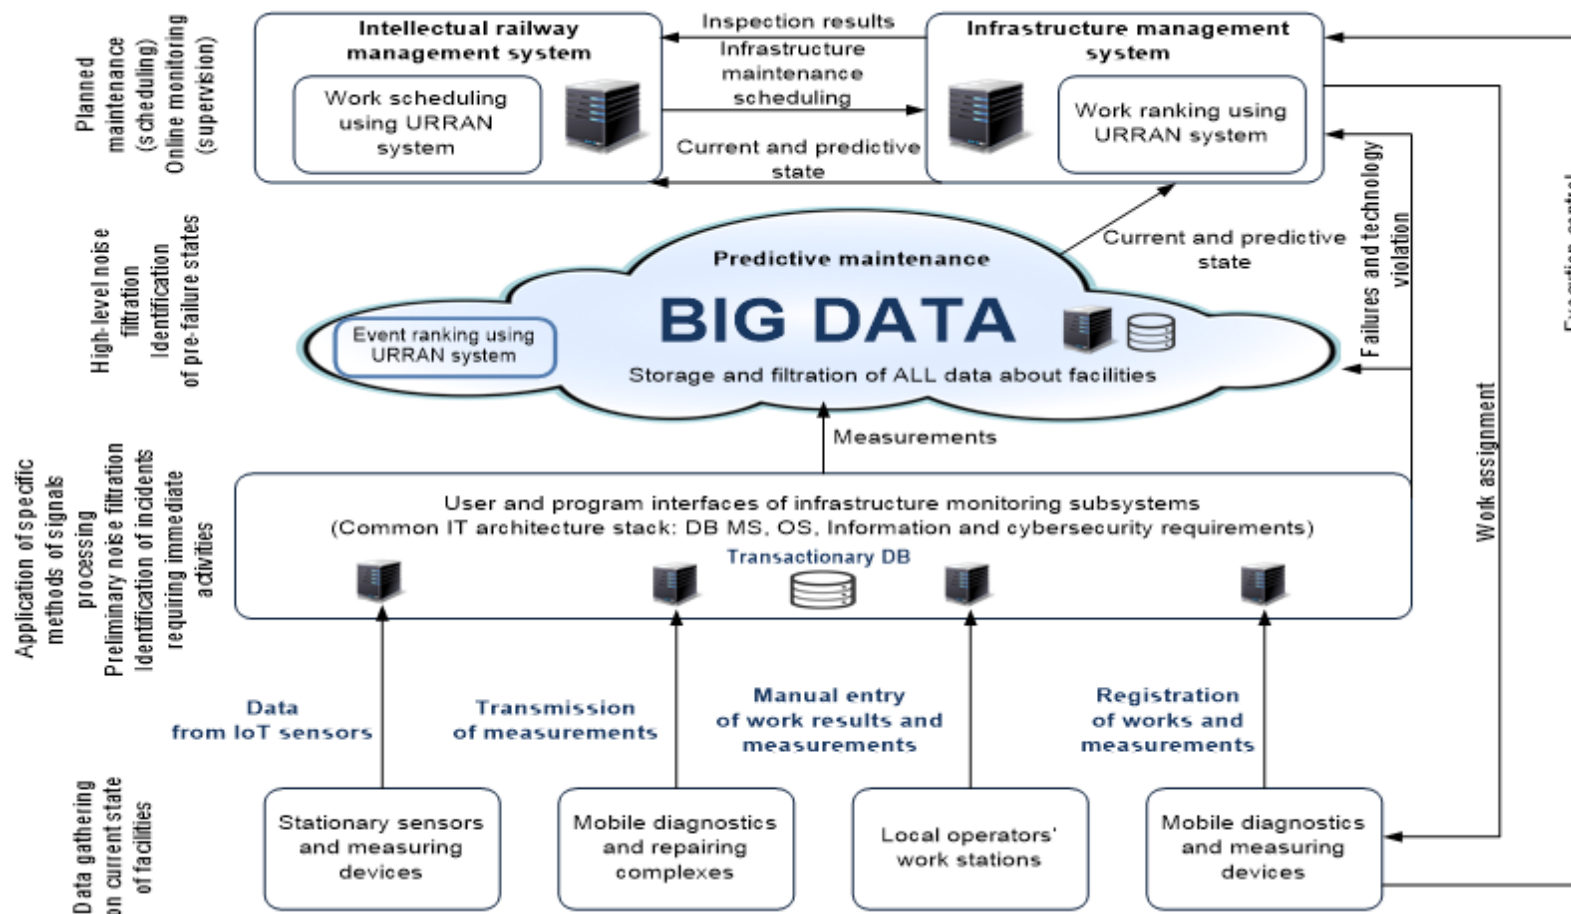 Planned
maintenance
(scheduling)
Online monitoring
(supervision)
Intellectual railway
management system
Work scheduling
using URRAN
system
Inspection results
Infrastructure
maintenance
scheduling
Current and predictive
state
Infrastructure management
system
Work ranking using
URRAN system
High-level noise
filtration
Identification
of pre-failure states
Predictive maintenance
BIG DATA
Event ranking using
URRAN system
Storage and filtration of ALL data about facilities
Current and predictive
state
Failures and technology
violation
Work assignment
Measurements
Application of specific
methods of signals
processing
Preliminary noise filtration
Identification of incidents
requiring immediate
activities
User and program interfaces of infrastructure monitoring subsystems
(Common IT architecture stack: DB MS, OS, Information and cybersecurity requirements)
Transactionary DB
Data
from IoT sensors
Transmission
of measurements
Manual entry
of work results and
measurements
Registration
of works and
measurements
Data gathering
on current state
of facilities
Stationary sensors
and measuring
devices
Mobile diagnostics
and repairing
complexes
Local operators'
work stations
Mobile diagnostics
and measuring
devices